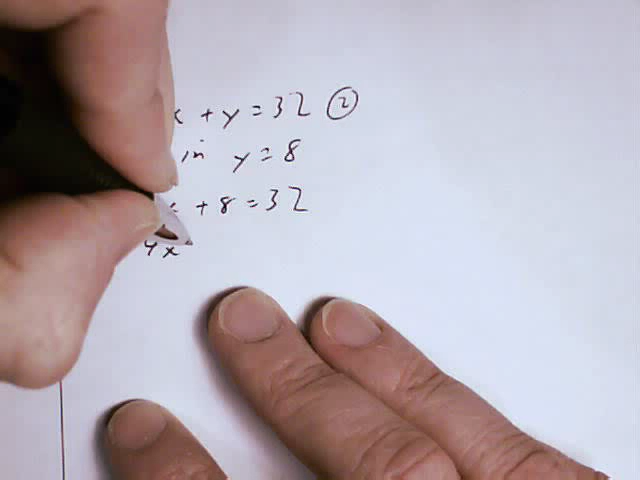 x + y = 32 ②
in y = 8
+ 8 = 32
4x